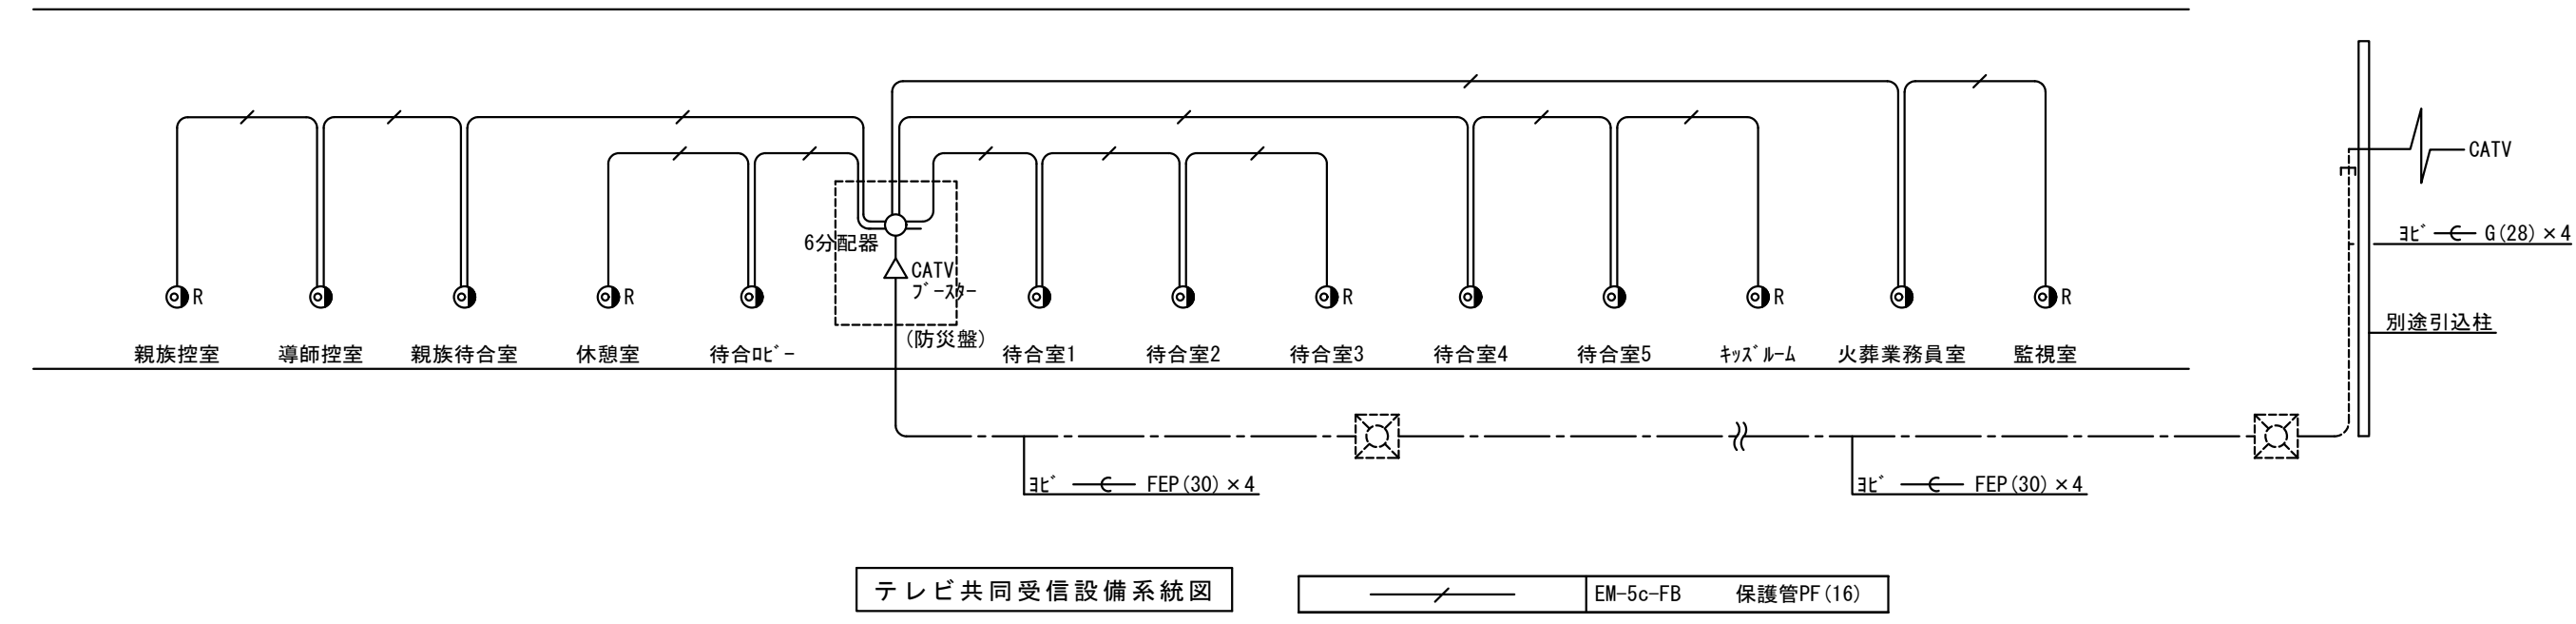 CATV
6分配器
ﾖﾋﾞ G(28)×4
CATV
ﾌﾞｰｽﾀｰ
R
R
R
R
R
別途引込柱
(防災盤)
親族控室
導師控室
親族待合室
休憩室
待合ﾛﾋﾞｰ
待合室1
待合室2
待合室3
待合室4
待合室5
ｷｯｽﾞﾙｰﾑ
火葬業務員室
監視室
ﾖﾋﾞ FEP(30)×4
ﾖﾋﾞ FEP(30)×4
テレビ共同受信設備系統図
EM-5c-FB 保護管PF(16)